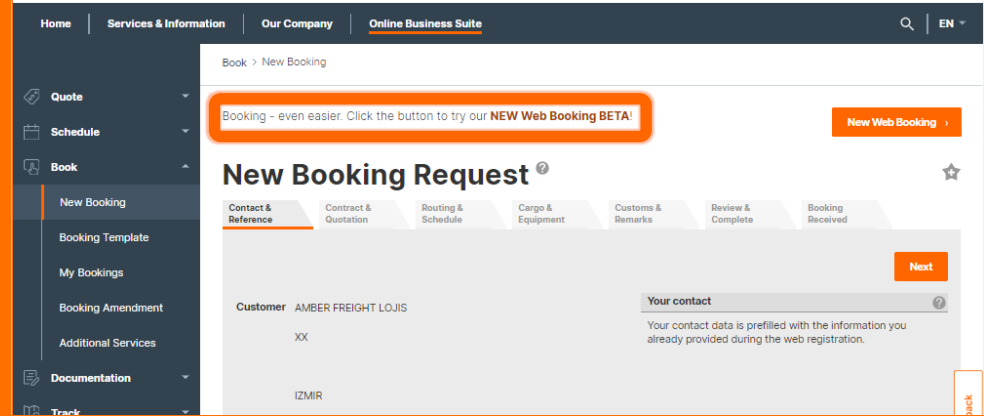 Home
Services & Information
Our Company
Online Business Suite
EN
Book > New Booking
Quote
Schedule
Book
New Booking
Booking Template
My Bookings
Booking Amendment
Additional Services
Documentation
Track
Booking - even easier. Click the button to try our NEW Web Booking BETA!
New Web Booking ›
New Booking Request ?
Contact &
Reference
Contract &
Quotation
Routing &
Schedule
Cargo &
Equipment
Customs &
Remarks
Review &
Complete
Booking
Received
Next
Customer AMBER FREIGHT LOJIS
XX
IZMIR
Your contact ?
Your contact data is prefilled with the information you
already provided during the web registration.